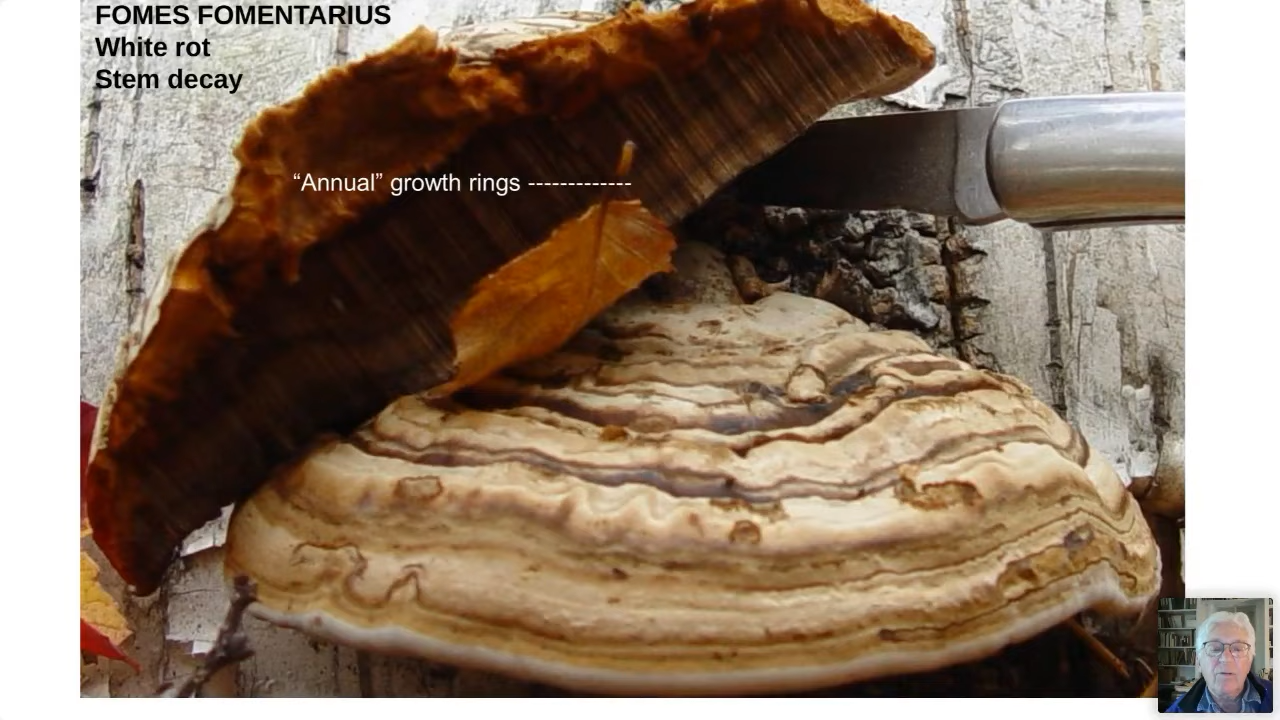 FOMES FOMENTARIUS
White rot
Stem decay
“Annual” growth rings -------------